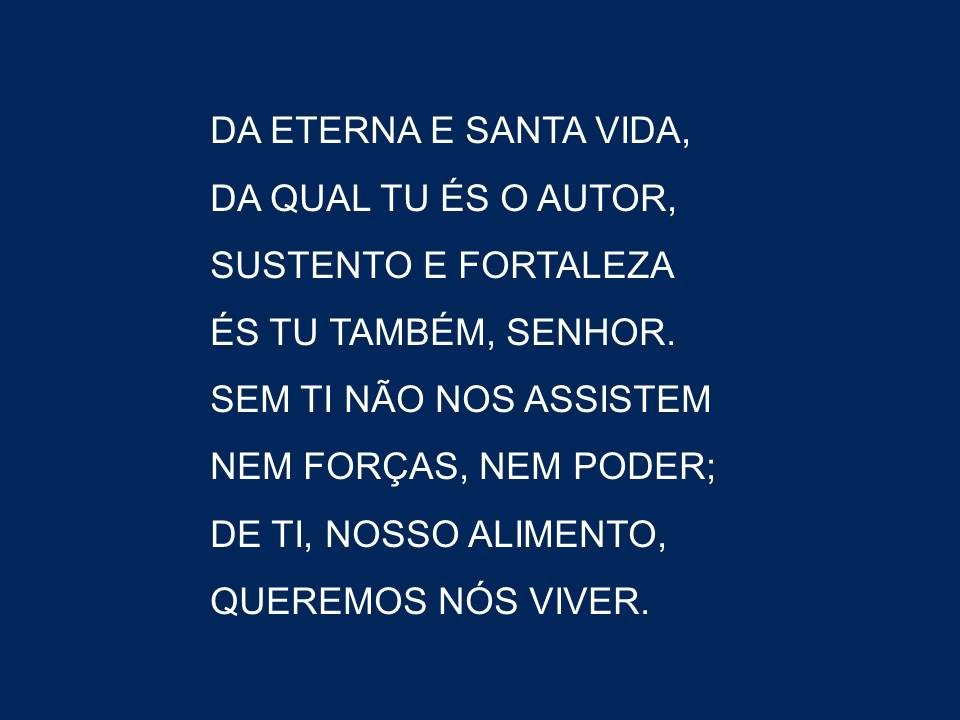 DA ETERNA E SANTA VIDA,
DA QUAL TU ÉS O AUTOR,
SUSTENTO E FORTALEZA
ÉS TU TAMBÉM, SENHOR.
SEM TI NÃO NOS ASSISTEM
NEM FORÇAS, NEM PODER;
DE TI, NOSSO ALIMENTO,
QUEREMOS NÓS VIVER.